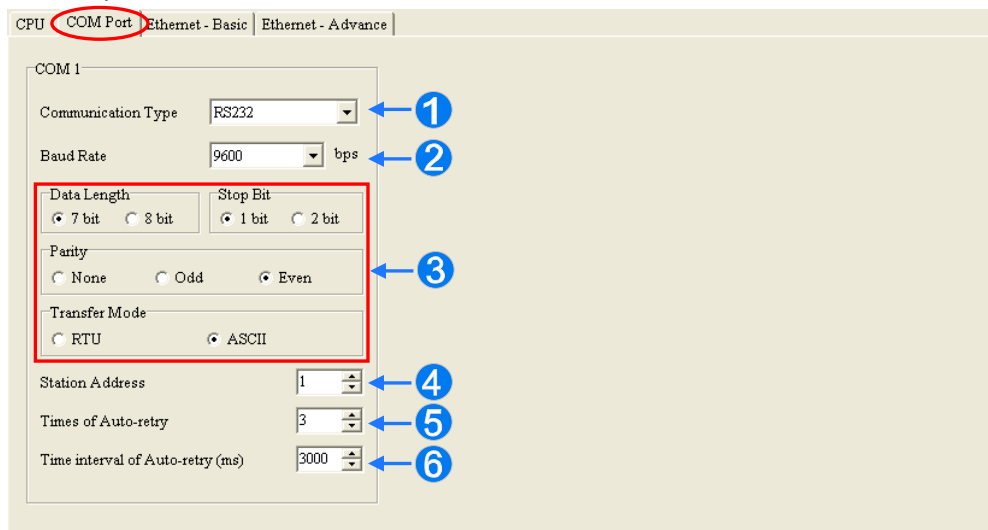 CPU COM Port Ethernet - Basic Ethernet - Advance
COM 1
Communication Type RS232 1
Baud Rate 9600 bps 2
Data Length Stop Bit
7 bit 8 bit 1 bit 2 bit
Parity
None Odd Even 3
Transfer Mode
RTU ASCII
Station Address 1 4
Times of Auto-retry 3 5
Time interval of Auto-retry (ms) 3000 6